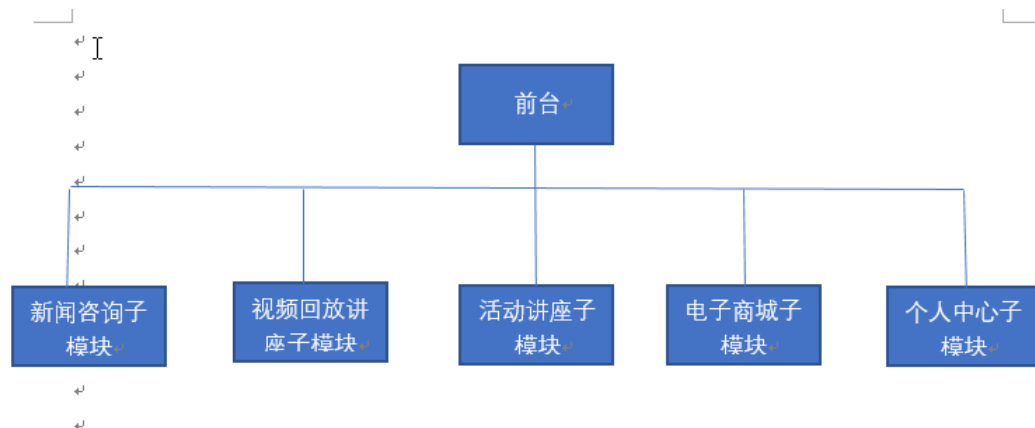 前台
新闻咨询子
模块
视频回放讲
座子模块
活动讲座子
模块
电子商城子
模块
个人中心子
模块